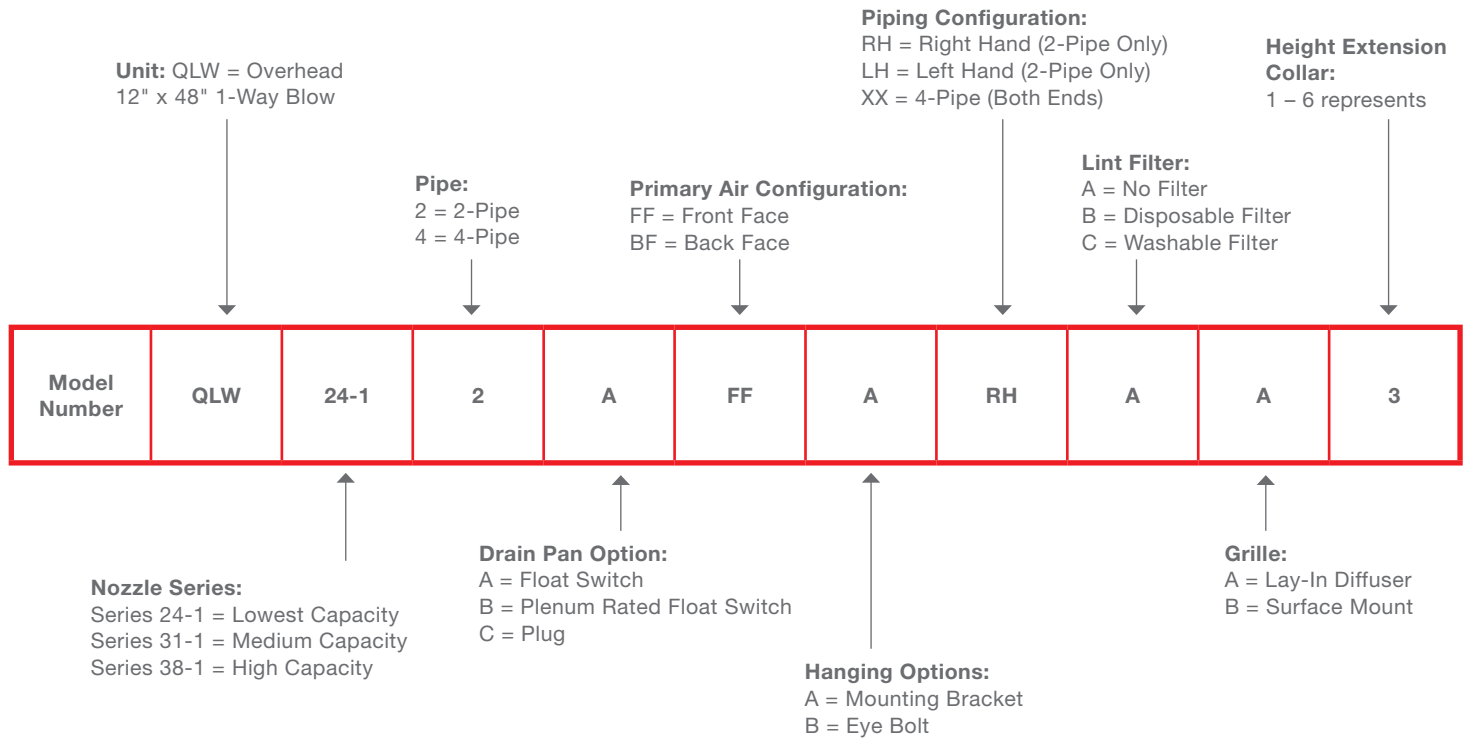 Unit: QLW = Overhead
12" x 48" 1-Way Blow
Pipe:
2 = 2-Pipe
4 = 4-Pipe
Primary Air Configuration:
FF = Front Face
BF = Back Face
Piping Configuration:
RH = Right Hand (2-Pipe Only)
LH = Left Hand (2-Pipe Only)
XX = 4-Pipe (Both Ends)
Lint Filter:
A = No Filter
B = Disposable Filter
C = Washable Filter
Height Extension
Collar:
1 – 6 represents
Model
Number
QLW
24-1
2
A
FF
A
RH
A
A
3
Nozzle Series:
Series 24-1 = Lowest Capacity
Series 31-1 = Medium Capacity
Series 38-1 = High Capacity
Drain Pan Option:
A = Float Switch
B = Plenum Rated Float Switch
C = Plug
Hanging Options:
A = Mounting Bracket
B = Eye Bolt
Grille:
A = Lay-In Diffuser
B = Surface Mount